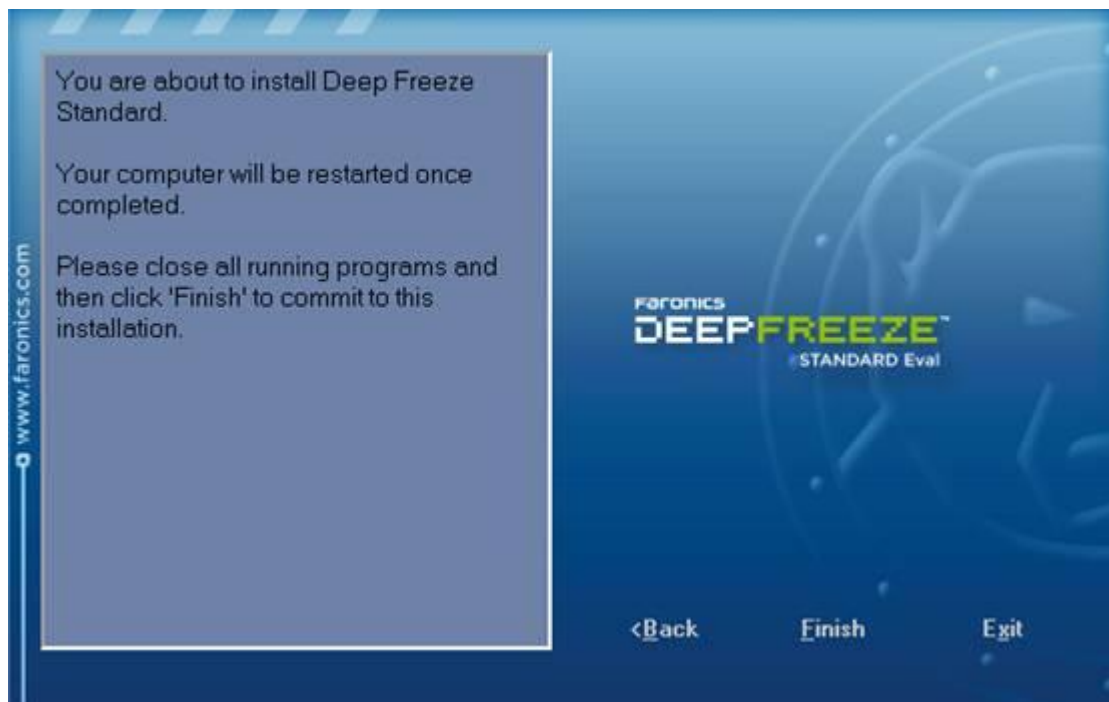 You are about to install Deep Freeze
Standard.
Your computer will be restarted once
completed.
Please close all running programs and
then click 'Finish' to commit to this
installation.
www.faronics.com
Faronics
DEEPFREEZE™
STANDARD Eval
<Back
Finish
Exit